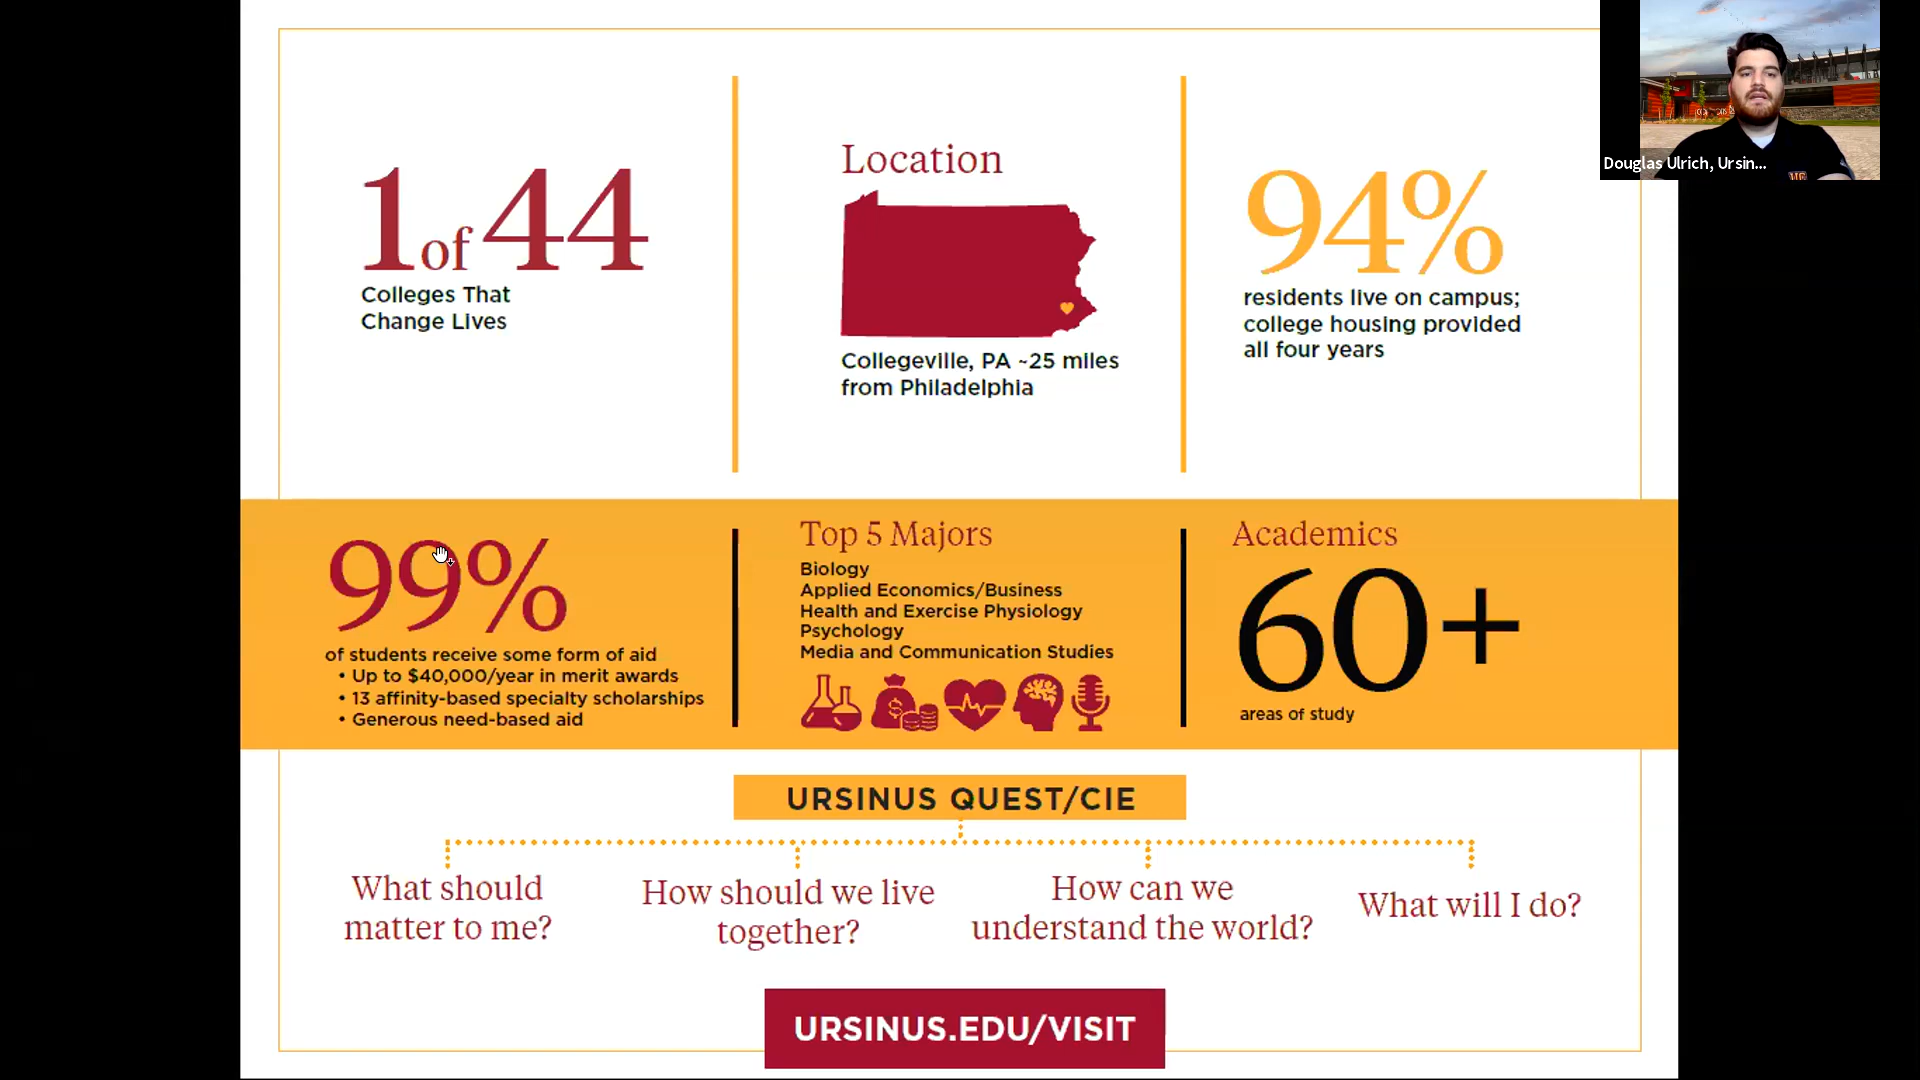 1 of 44
Colleges That
Change Lives
Location
Collegeville, PA ~25 miles
from Philadelphia
94%
residents live on campus;
college housing provided
all four years
Douglas Ulrich, Ursin...
99%
of students receive some form of aid
• Up to $40,000/year in merit awards
• 13 affinity-based specialty scholarships
• Generous need-based aid
Top 5 Majors
Biology
Applied Economics/Business
Health and Exercise Physiology
Psychology
Media and Communication Studies
$
Academics
60+
areas of study
URSINUS QUEST/CIE
What should
matter to me?
How should we live
together?
How can we
understand the world?
What will I do?
URSINUS.EDU/VISIT